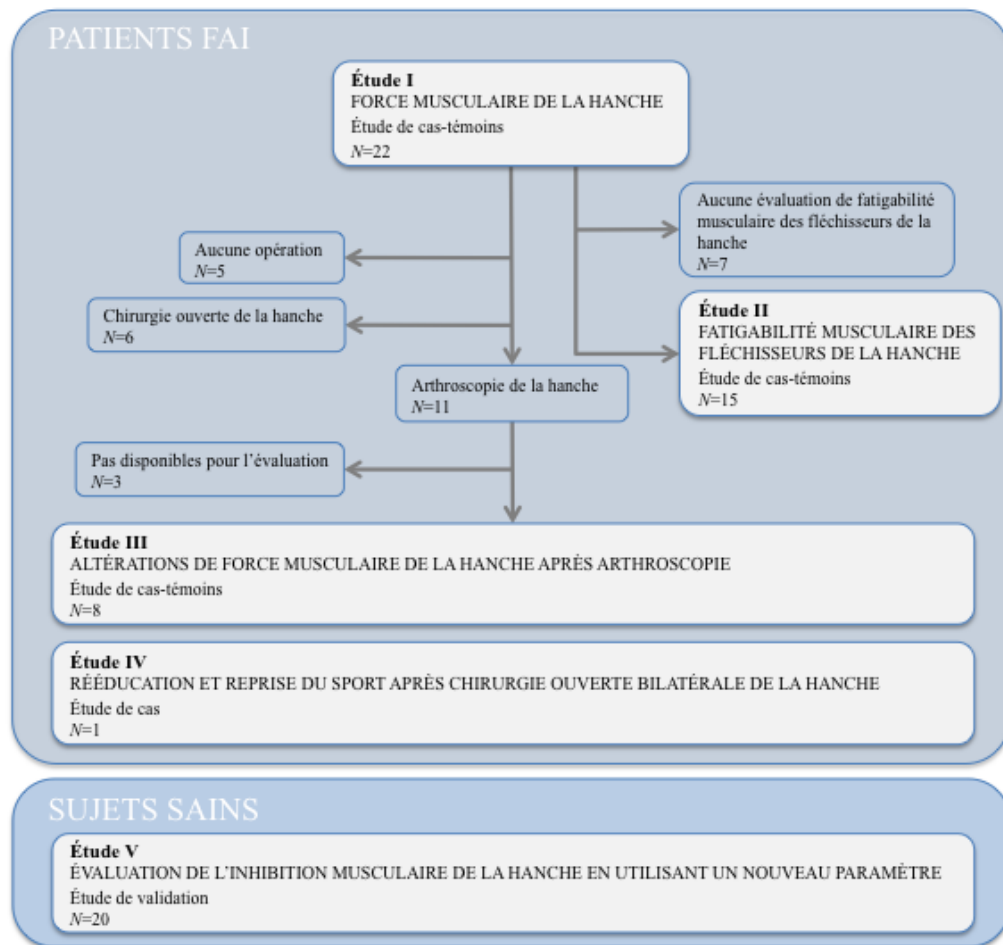 PATIENTS FAI
Étude I
FORCE MUSCULAIRE DE LA HANCHE
Étude de cas-témoins
N=22
Aucune évaluation de fatigabilité
musculaire des fléchisseurs de la
hanche
N=7
Aucune opération
N=5
Chirurgie ouverte de la hanche
N=6
Étude II
FATIGABILITÉ MUSCULAIRE DES
FLÉCHISSEURS DE LA HANCHE
Étude de cas-témoins
N=15
Arthroscopie de la hanche
N=11
Pas disponibles pour l'évaluation
N=3
Étude III
ALTÉRATIONS DE FORCE MUSCULAIRE DE LA HANCHE APRÈS ARTHROSCOPIE
Étude de cas-témoins
N=8
Étude IV
RÉÉDUCATION ET REPRISE DU SPORT APRÈS CHIRURGIE OUVERTE BILATÉRALE DE LA HANCHE
Étude de cas
N=1
SUJETS SAINS
Étude V
ÉVALUATION DE L'INHIBITION MUSCULAIRE DE LA HANCHE EN UTILISANT UN NOUVEAU PARAMÈTRE
Étude de validation
N=20